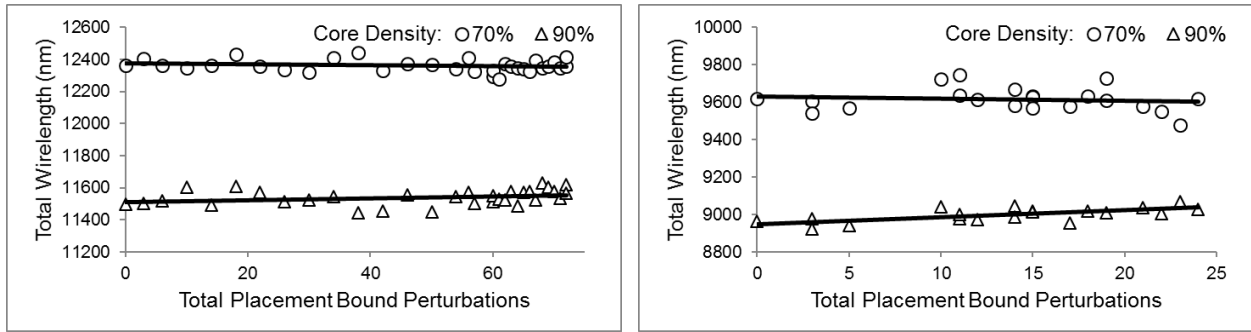 Core Density: ○70% △90%
12600
12400
12200
12000
11800
11600
11400
11200
Total Wirelength (nm)
0 20 40 60
Total Placement Bound Perturbations
Core Density: ○70% △90%
10000
9800
9600
9400
9200
9000
8800
Total Wirelength (nm)
0 5 10 15 20 25
Total Placement Bound Perturbations